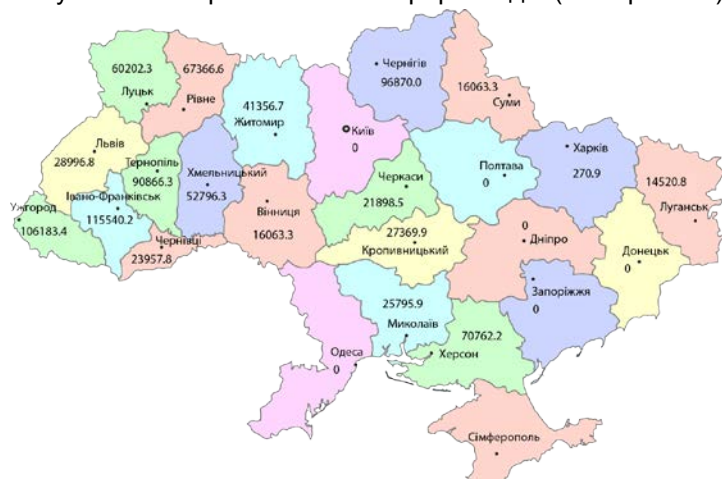 Чернігів
96870.0
60202.3
Луцьк
67366.6
Рівне
41356.7
Житомир
16063.3
Суми
Київ
0
Львів
28996.8
Тернопіль
90866.3
Хмельницький
52796.3
Харків
270.9
Полтава
0
Черкаси
21898.5
14520.8
Луганськ
Івано-Франківськ
115540.2
Ужгород
106183.4
Вінниця
16063.3
Чернівці
23957.8
27369.9
Кропивницький
0
Дніпро
Донецьк
0
Запоріжжя
0
25795.9
Миколаїв
70762.2
Херсон
Одеса
0
Сімферополь